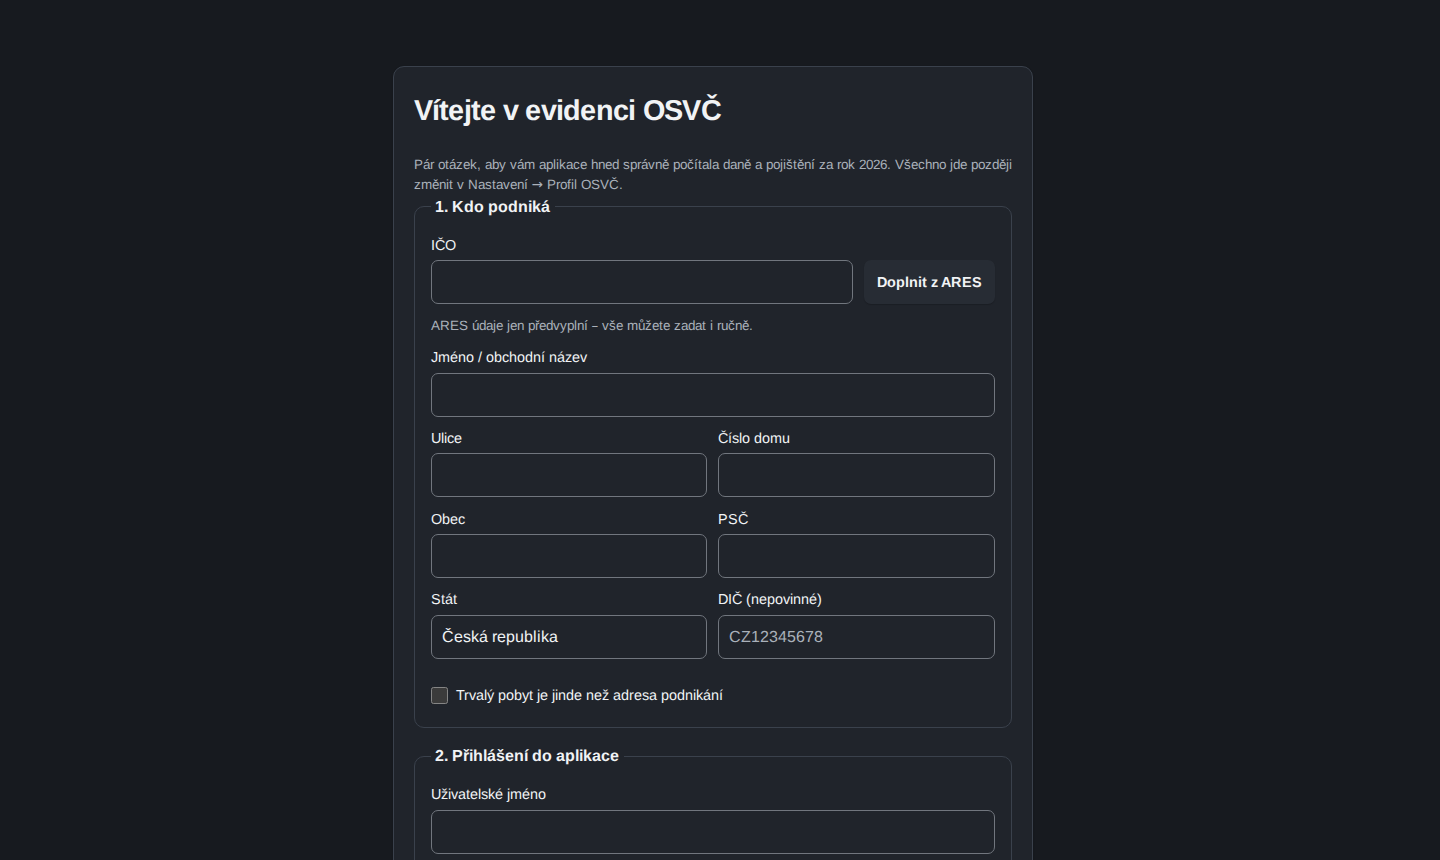 Vítejte v evidenci OSVČ
Pár otázek, aby vám aplikace hned správně počítala daně a pojištění za rok 2026. Všechno jde později
změnit v Nastavení → Profil OSVČ.
1. Kdo podniká
IČO
Doplnit z ARES
ARES údaje jen předvyplní – vše můžete zadat i ručně.
Jméno / obchodní název
Ulice
Číslo domu
Obec
PSČ
Stát
DIČ (nepovinné)
Česká republika
CZ12345678
Trvalý pobyt je jinde než adresa podnikání
2. Přihlášení do aplikace
Uživatelské jméno